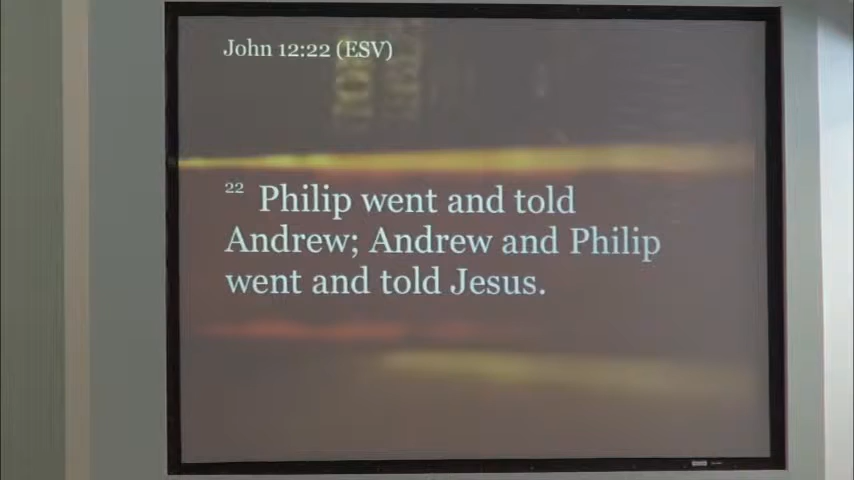 John 12:22 (ESV)
22 Philip went and told
Andrew; Andrew and Philip
went and told Jesus.